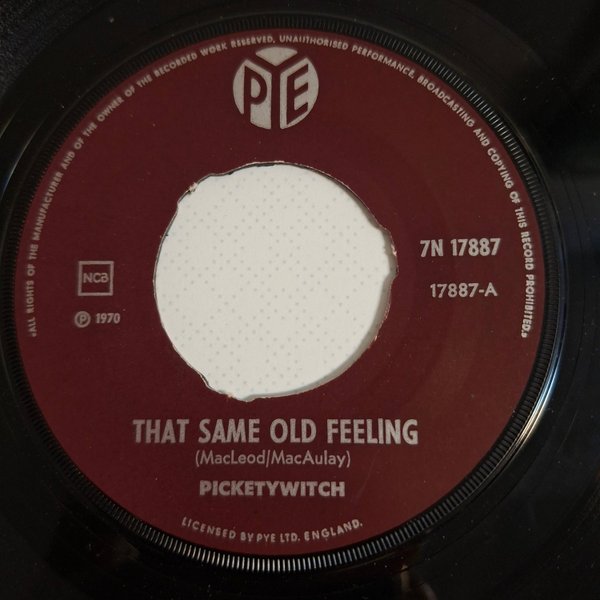 •ALL RIGHTS OF THE MANUFACTURER AND OF THE OWNER OF THE RECORDED WORK RESERVED, UNAUTHORISED PERFORMANCE, BROADCASTING AND COPYING OF THIS RECORD PROHIBITED.•
PYE
7N 17887
NCB
17887-A
Ⓟ 1970
THAT SAME OLD FEELING
(MacLeod/MacAulay)
PICKETYWITCH
LICENSED BY PYE LTD. ENGLAND.